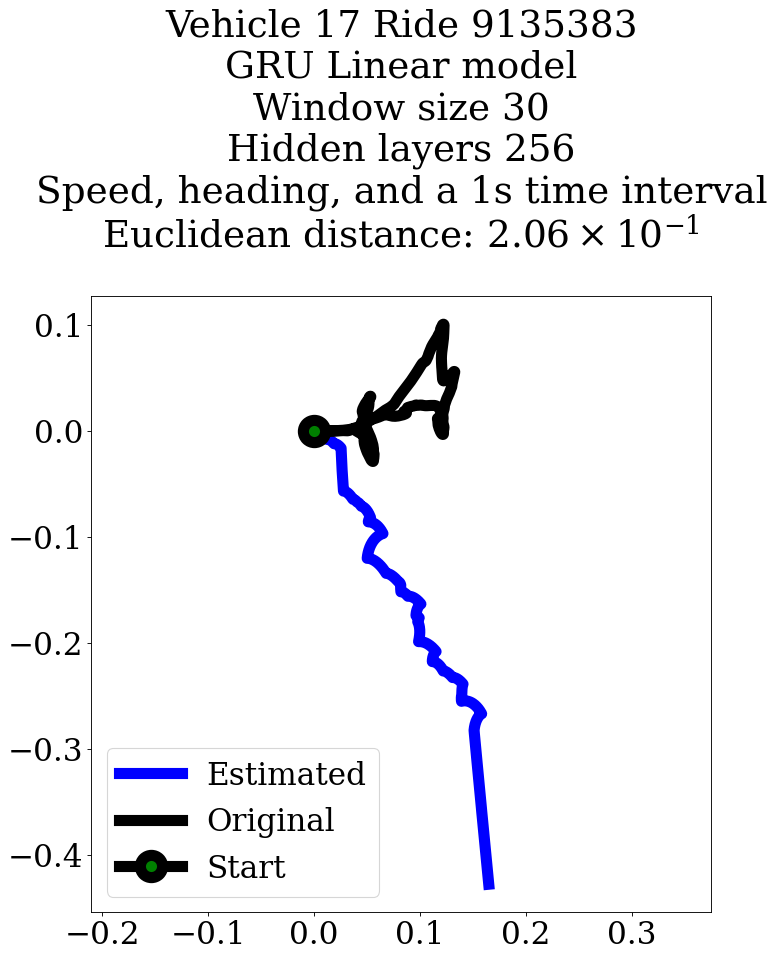 Vehicle 17 Ride 9135383
GRU Linear model
Window size 30
Hidden layers 256
Speed, heading, and a 1s time interval
Euclidean distance: 2.06 × 10⁻¹
0.1
0.0
−0.1
−0.2
−0.3
−0.4
Estimated
Original
Start
−0.2 −0.1 0.0 0.1 0.2 0.3